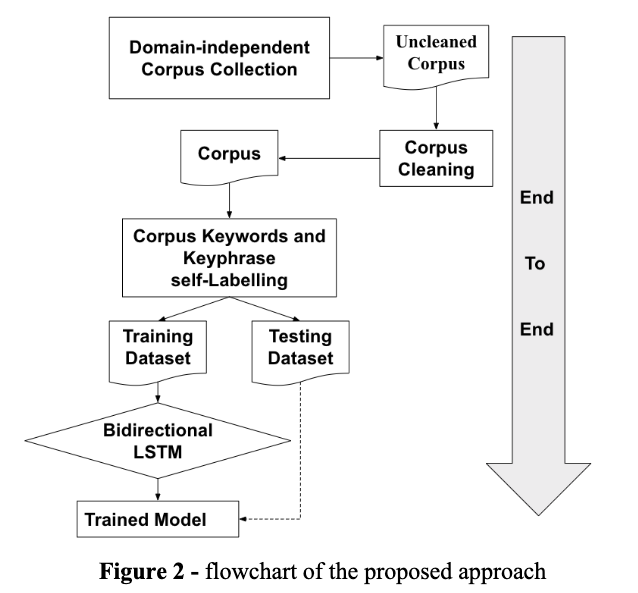 Domain-independent
Corpus Collection
Uncleaned
Corpus
Corpus
Cleaning
Corpus
Corpus Keywords and
Keyphrase
self-Labelling
Training
Dataset
Testing
Dataset
Bidirectional
LSTM
Trained Model
End
To
End
Figure 2 - flowchart of the proposed approach